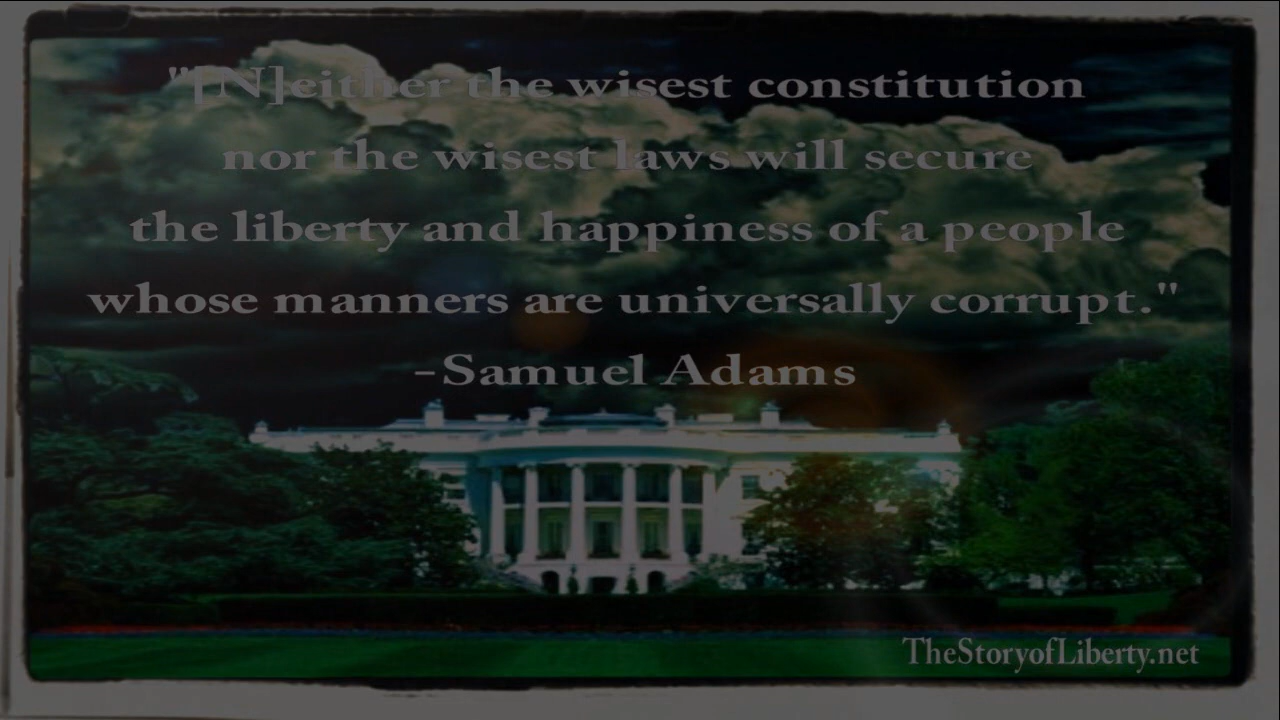 "[N]either the wisest constitution
nor the wisest laws will secure
the liberty and happiness of a people
whose manners are universally corrupt."
-Samuel Adams
TheStoryofLiberty.net